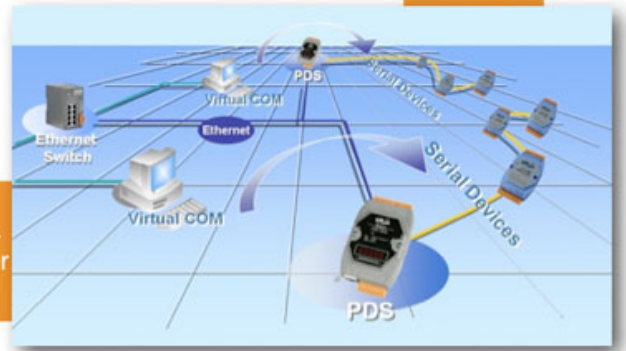 PDS
Serial Devices
Virtual COM
Ethernet
Ethernet
Switch
Serial Devices
Virtual COM
PDS